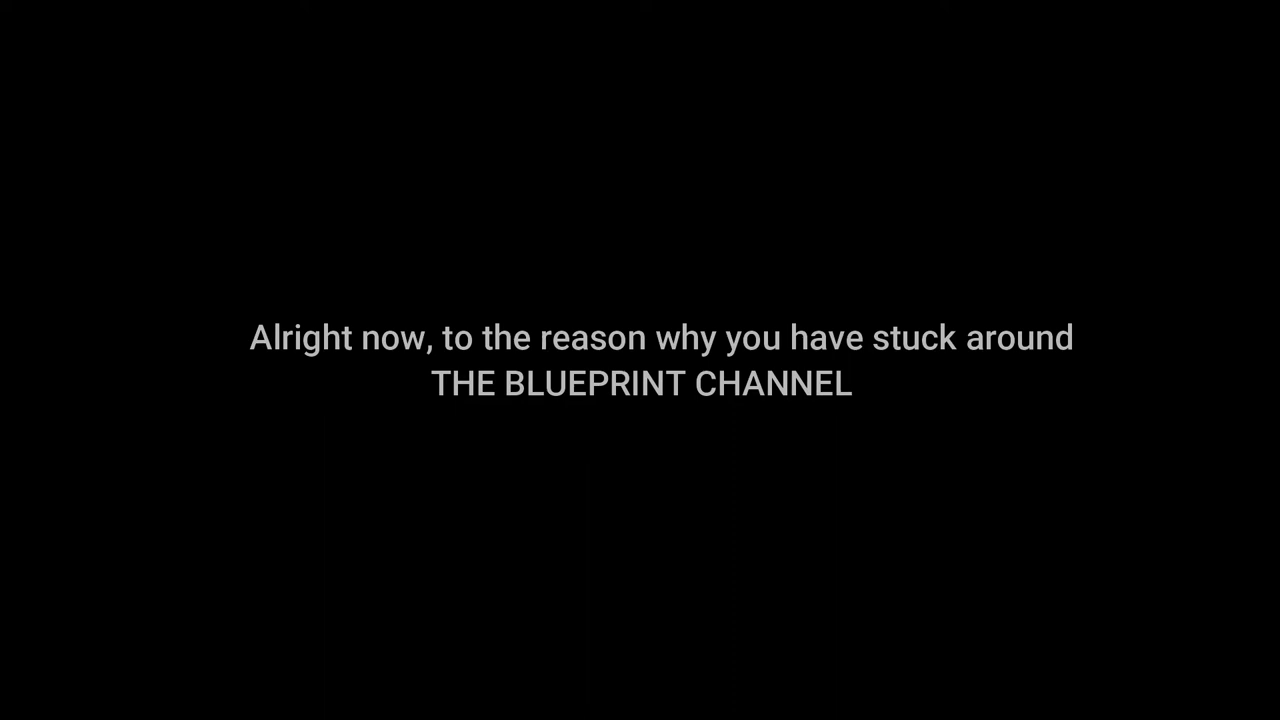 Alright now, to the reason why you have stuck around
THE BLUEPRINT CHANNEL